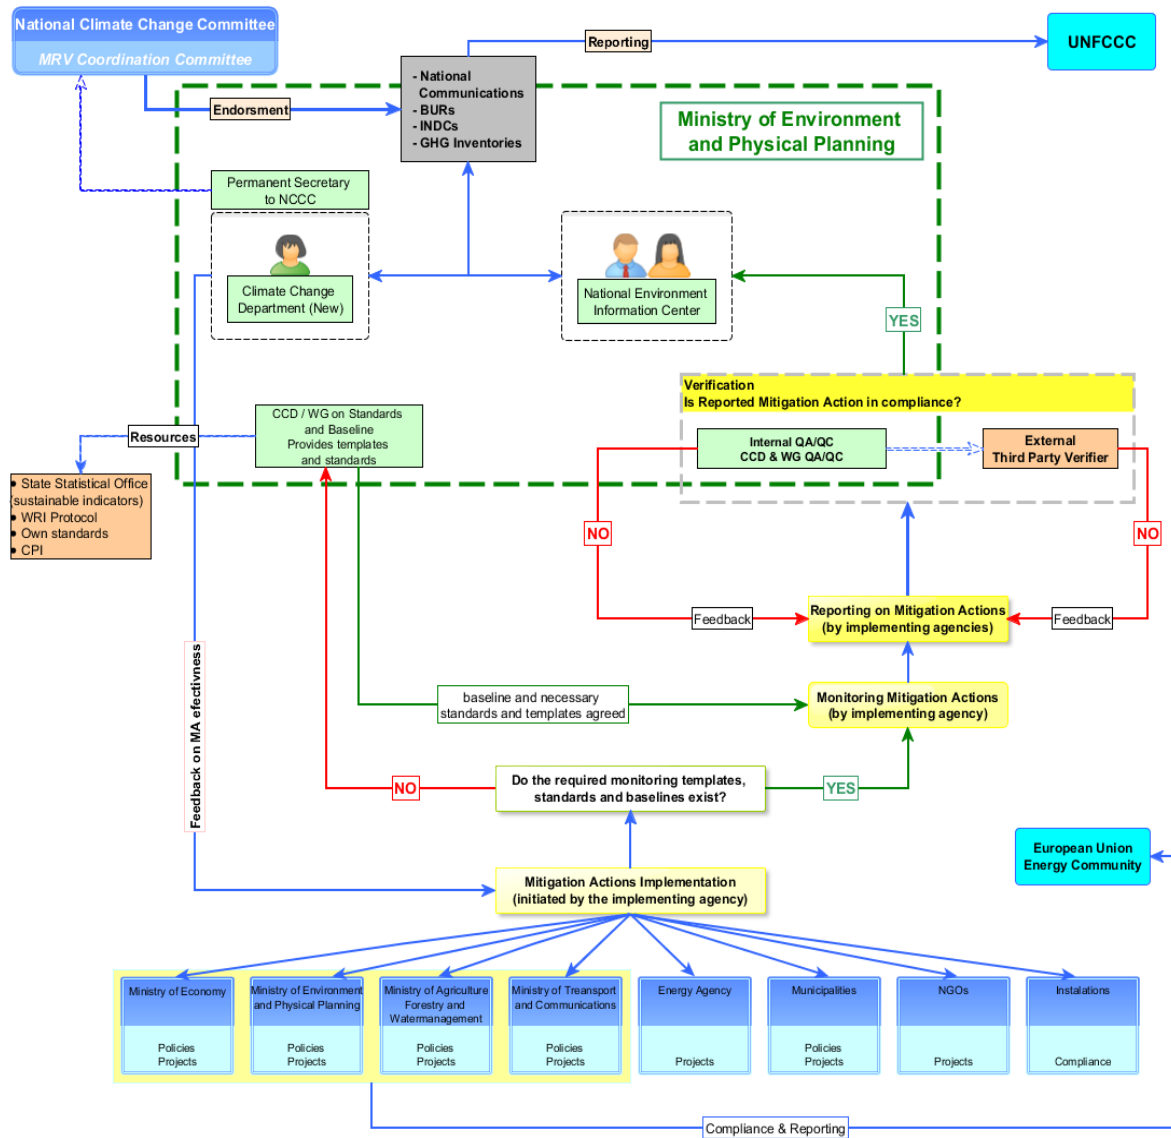 National Climate Change Committee
MRV Coordination Committee
Reporting
UNFCCC
- National
Communications
- BURs
- INDCs
- GHG Inventories
Endorsment
Ministry of Environment
and Physical Planning
Permanent Secretary
to NCCC
Climate Change
Department (New)
National Environment
Information Center
YES
Verification
Is Reported Mitigation Action in compliance?
CCD / WG on Standards
and Baseline
Provides templates
and standards
Resources
Internal QA/QC
CCD & WG QA/QC
External
Third Party Verifier
● State Statistical Office
(sustainable indicators)
● WRI Protocol
● Own standards
● CPI
NO
NO
Feedback
Reporting on Mitigation Actions
(by implementing agencies)
Feedback
Feedback on MA efectivness
baseline and necessary
standards and templates agreed
Monitoring Mitigation Actions
(by implementing agency)
NO
Do the required monitoring templates,
standards and baselines exist?
YES
European Union
Energy Community
Mitigation Actions Implementation
(initiated by the implementing agency)
Ministry of Economy
Policies
Projects
Ministry of Environment
and Physical Planning
Policies
Projects
Ministry of Agriculture
Forestry and
Watermanagement
Policies
Projects
Ministry of Treansport
and Communications
Policies
Projects
Energy Agency
Projects
Municipalities
Policies
Projects
NGOs
Projects
Instalations
Compliance
Compliance & Reporting